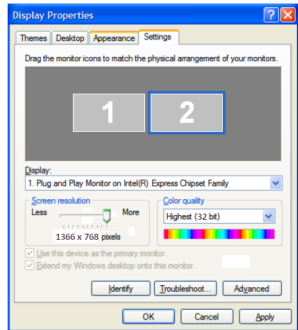 Display Properties
Themes Desktop Appearance Settings
Drag the monitor icons to match the physical arrangement of your monitors.
1 2
Display:
1. Plug and Play Monitor on Intel(R) Express Chipset Family
Screen resolution Color quality
Less More Highest (32 bit)
1366 x 768 pixels
Use this device as the primary monitor.
Extend my Windows desktop onto this monitor.
Identify Troubleshoot... Advanced
OK Cancel Apply